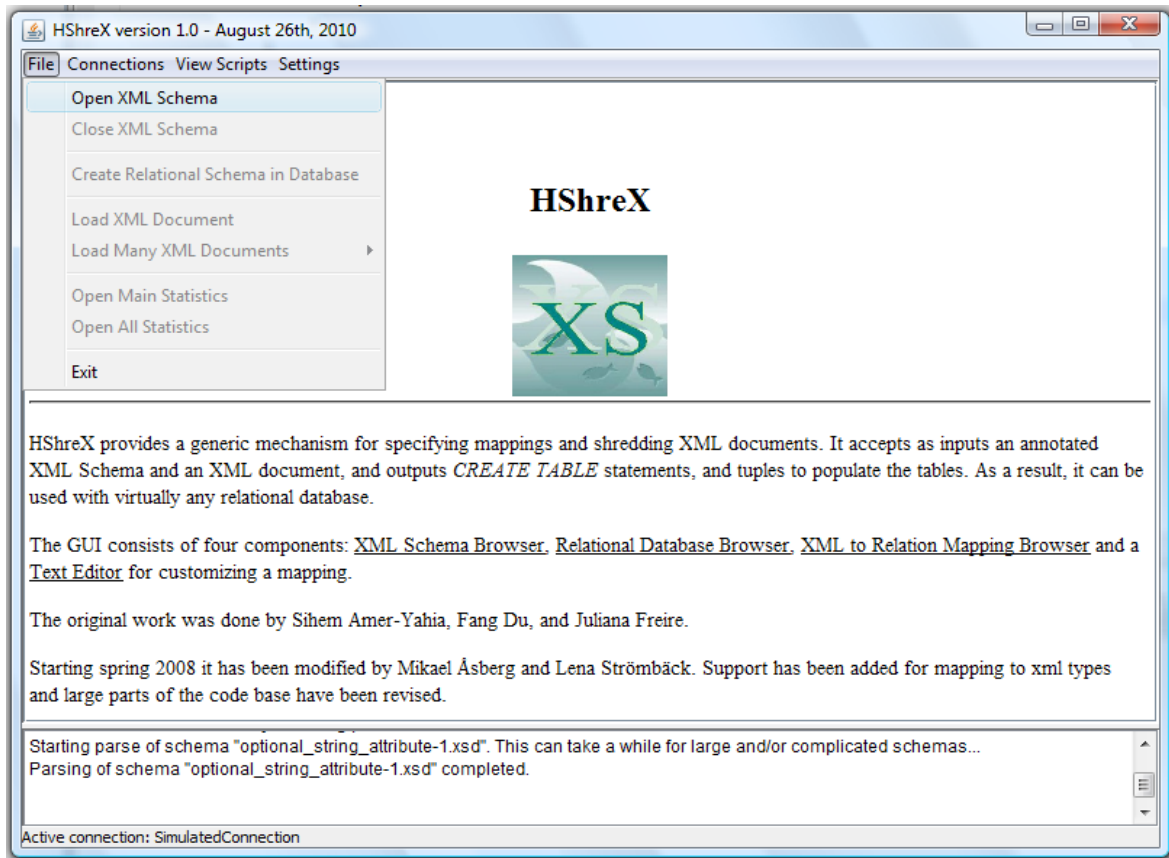 HShreX version 1.0 - August 26th, 2010
File Connections View Scripts Settings
Open XML Schema
Close XML Schema
Create Relational Schema in Database
Load XML Document
Load Many XML Documents
Open Main Statistics
Open All Statistics
Exit
HShreX
XS
HShreX provides a generic mechanism for specifying mappings and shredding XML documents. It accepts as inputs an annotated
XML Schema and an XML document, and outputs CREATE TABLE statements, and tuples to populate the tables. As a result, it can be
used with virtually any relational database.
The GUI consists of four components: XML Schema Browser, Relational Database Browser, XML to Relation Mapping Browser and a
Text Editor for customizing a mapping.
The original work was done by Sihem Amer-Yahia, Fang Du, and Juliana Freire.
Starting spring 2008 it has been modified by Mikael Åsberg and Lena Strömbäck. Support has been added for mapping to xml types
and large parts of the code base have been revised.
Starting parse of schema "optional_string_attribute-1.xsd". This can take a while for large and/or complicated schemas...
Parsing of schema "optional_string_attribute-1.xsd" completed.
Active connection: SimulatedConnection